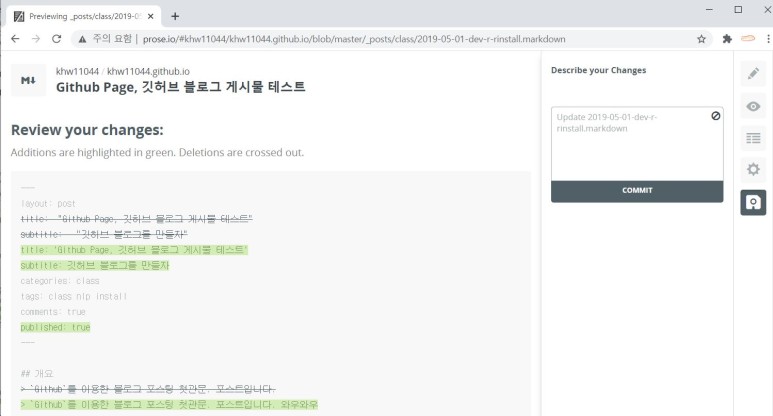 Previewing _posts/class/2019-05
주의 요함 | prose.io/#khw11044/khw11044.github.io/blob/master/_posts/class/2019-05-01-dev-r-rinstall.markdown
khw11044 / khw11044.github.io
Github Page, 깃허브 블로그 게시물 테스트
Describe your Changes
Update 2019-05-01-dev-r-
rinstall.markdown
COMMIT
Review your changes:
Additions are highlighted in green. Deletions are crossed out.
---
layout: post
title: "Github Page, 깃허브 블로그 게시물 테스트"
subtitle: "깃허브 블로그를 만들자"
title: 'Github Page, 깃허브 블로그 게시물 테스트'
subtitle: 깃허브 블로그를 만들자
categories: class
tags: class nlp install
comments: true
published: true
---
## 개요
> `Github`를 이용한 블로그 포스팅 첫관문. 포스트입니다.
> `Github`를 이용한 블로그 포스팅 첫관문. 포스트입니다. 와우와우